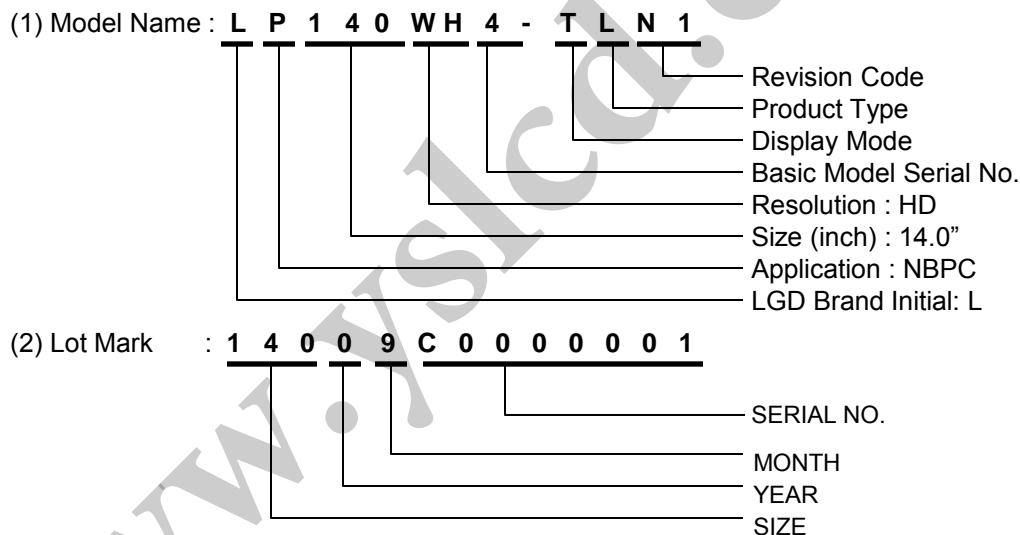 (1) Model Name : L P 1 4 0 W H 4 - T L N 1
Revision Code
Product Type
Display Mode
Basic Model Serial No.
Resolution : HD
Size (inch) : 14.0”
Application : NBPC
LGD Brand Initial: L
(2) Lot Mark : 1 4 0 0 9 C 0 0 0 0 0 0 1
SERIAL NO.
MONTH
YEAR
SIZE
w.yslcd.c